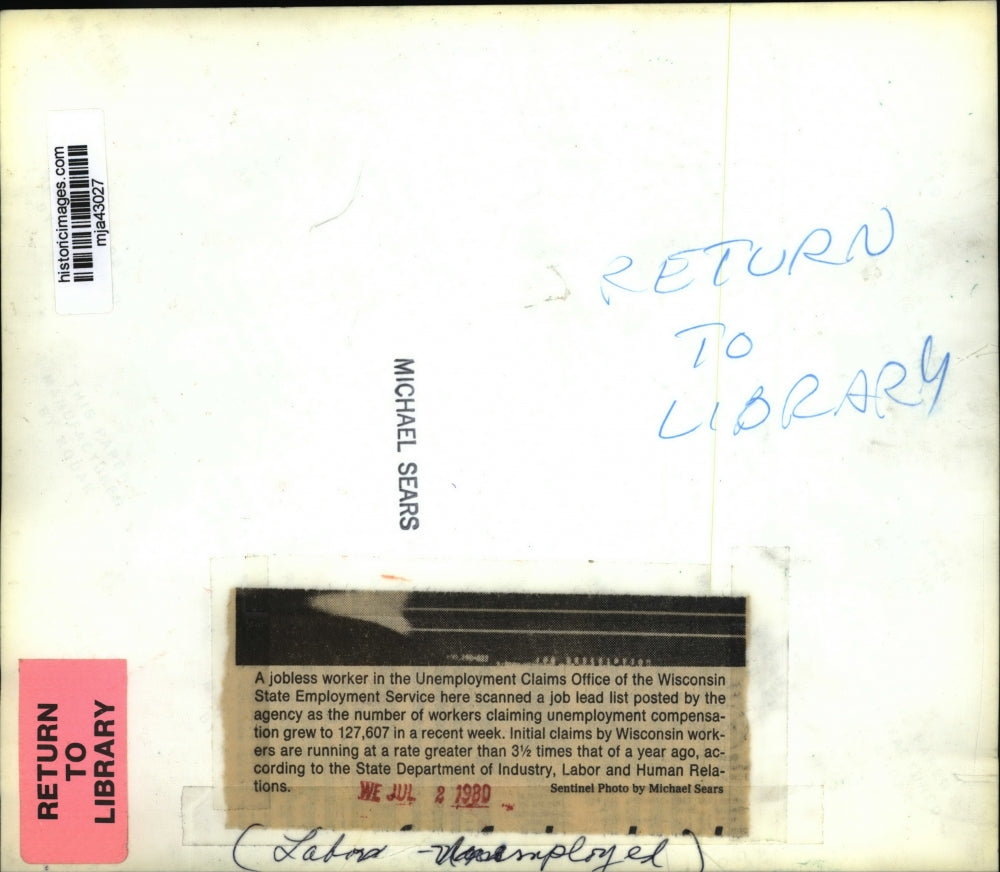 historicimages.com
mja43027
RETURN
TO
LIBRARY
MICHAEL SEARS
A jobless worker in the Unemployment Claims Office of the Wisconsin
State Employment Service here scanned a job lead list posted by the
agency as the number of workers claiming unemployment compensa-
tion grew to 127,607 in a recent week. Initial claims by Wisconsin work-
ers are running at a rate greater than 3½ times that of a year ago, ac-
cording to the State Department of Industry, Labor and Human Rela-
tions.
WE JUL 2 1980
Sentinel Photo by Michael Sears
RETURN
TO
LIBRARY
(Labor - Unemployed)